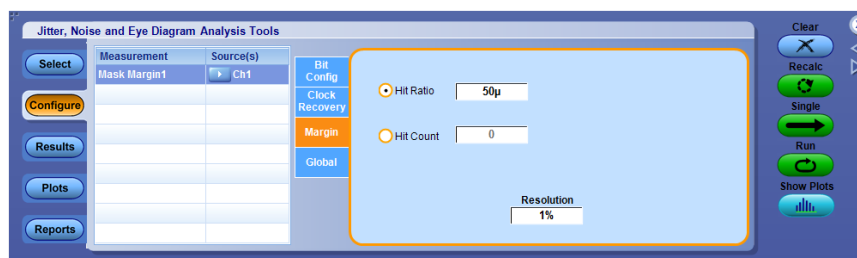 Jitter, Noise and Eye Diagram Analysis Tools
Clear
Select
Measurement Source(s)
Mask Margin1 Ch1
Bit
Config
Recalc
Configure
Clock
Recovery
Hit Ratio 50µ
Single
Margin
Hit Count 0
Results
Run
Global
Plots
Show Plots
Resolution
1%
Reports